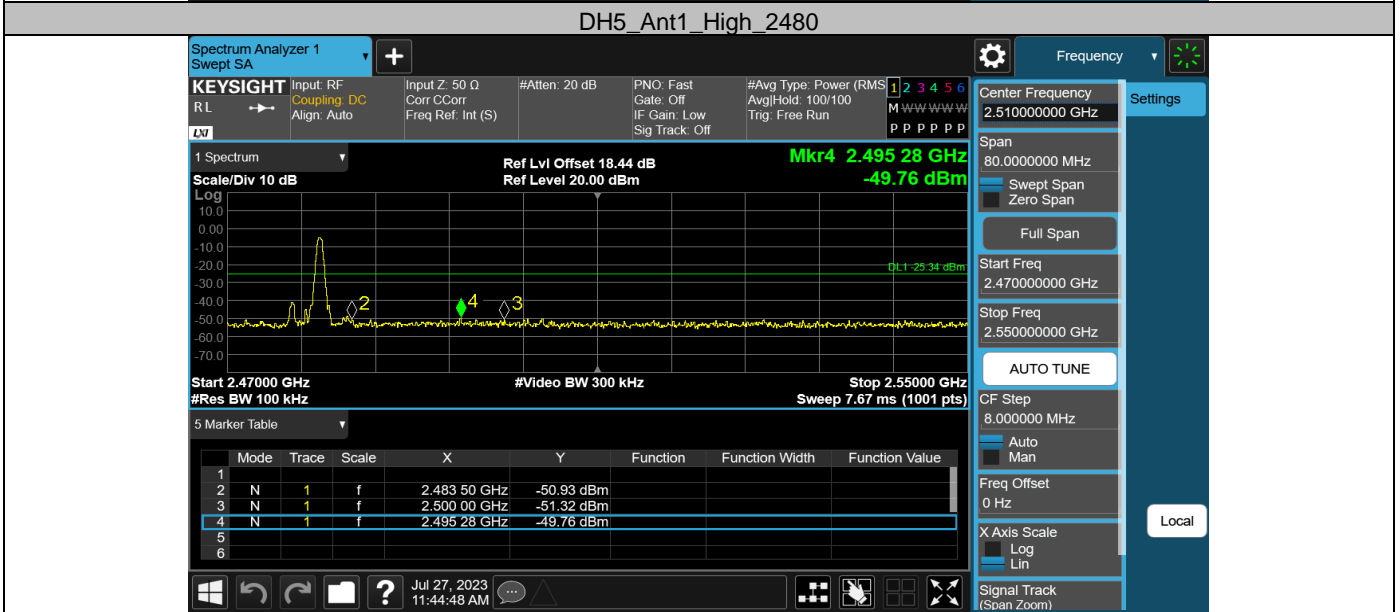 DH5_Ant1_High_2480
Spectrum Analyzer 1
Swept SA
Frequency
KEYSIGHT
RL
LXI
Input: RF
Coupling: DC
Align: Auto
Input Z: 50 Ω
Corr CCorr
Freq Ref: Int (S)
#Atten: 20 dB
PNO: Fast
Gate: Off
IF Gain: Low
Sig Track: Off
#Avg Type: Power (RMS
Avg|Hold: 100/100
Trig: Free Run
1 2 3 4 5 6
M W W W W W
P P P P P P
1 Spectrum
Scale/Div 10 dB
Ref Lvl Offset 18.44 dB
Ref Level 20.00 dBm
Mkr4 2.495 28 GHz
-49.76 dBm
Log
10.0
0.00
-10.0
-20.0
-30.0
-40.0
-50.0
-60.0
-70.0
DL1 -25.34 dBm
2
4
3
Start 2.47000 GHz
#Video BW 300 kHz
Stop 2.55000 GHz
#Res BW 100 kHz
Sweep 7.67 ms (1001 pts)
5 Marker Table
Mode Trace Scale X Y Function Function Width Function Value
1
2 N 1 f 2.483 50 GHz -50.93 dBm
3 N 1 f 2.500 00 GHz -51.32 dBm
4 N 1 f 2.495 28 GHz -49.76 dBm
5
6
Jul 27, 2023
11:44:48 AM
Center Frequency
2.510000000 GHz
Settings
Span
80.0000000 MHz
Swept Span
Zero Span
Full Span
Start Freq
2.470000000 GHz
Stop Freq
2.550000000 GHz
AUTO TUNE
CF Step
8.000000 MHz
Auto
Man
Freq Offset
0 Hz
Local
X Axis Scale
Log
Lin
Signal Track
(Span Zoom)